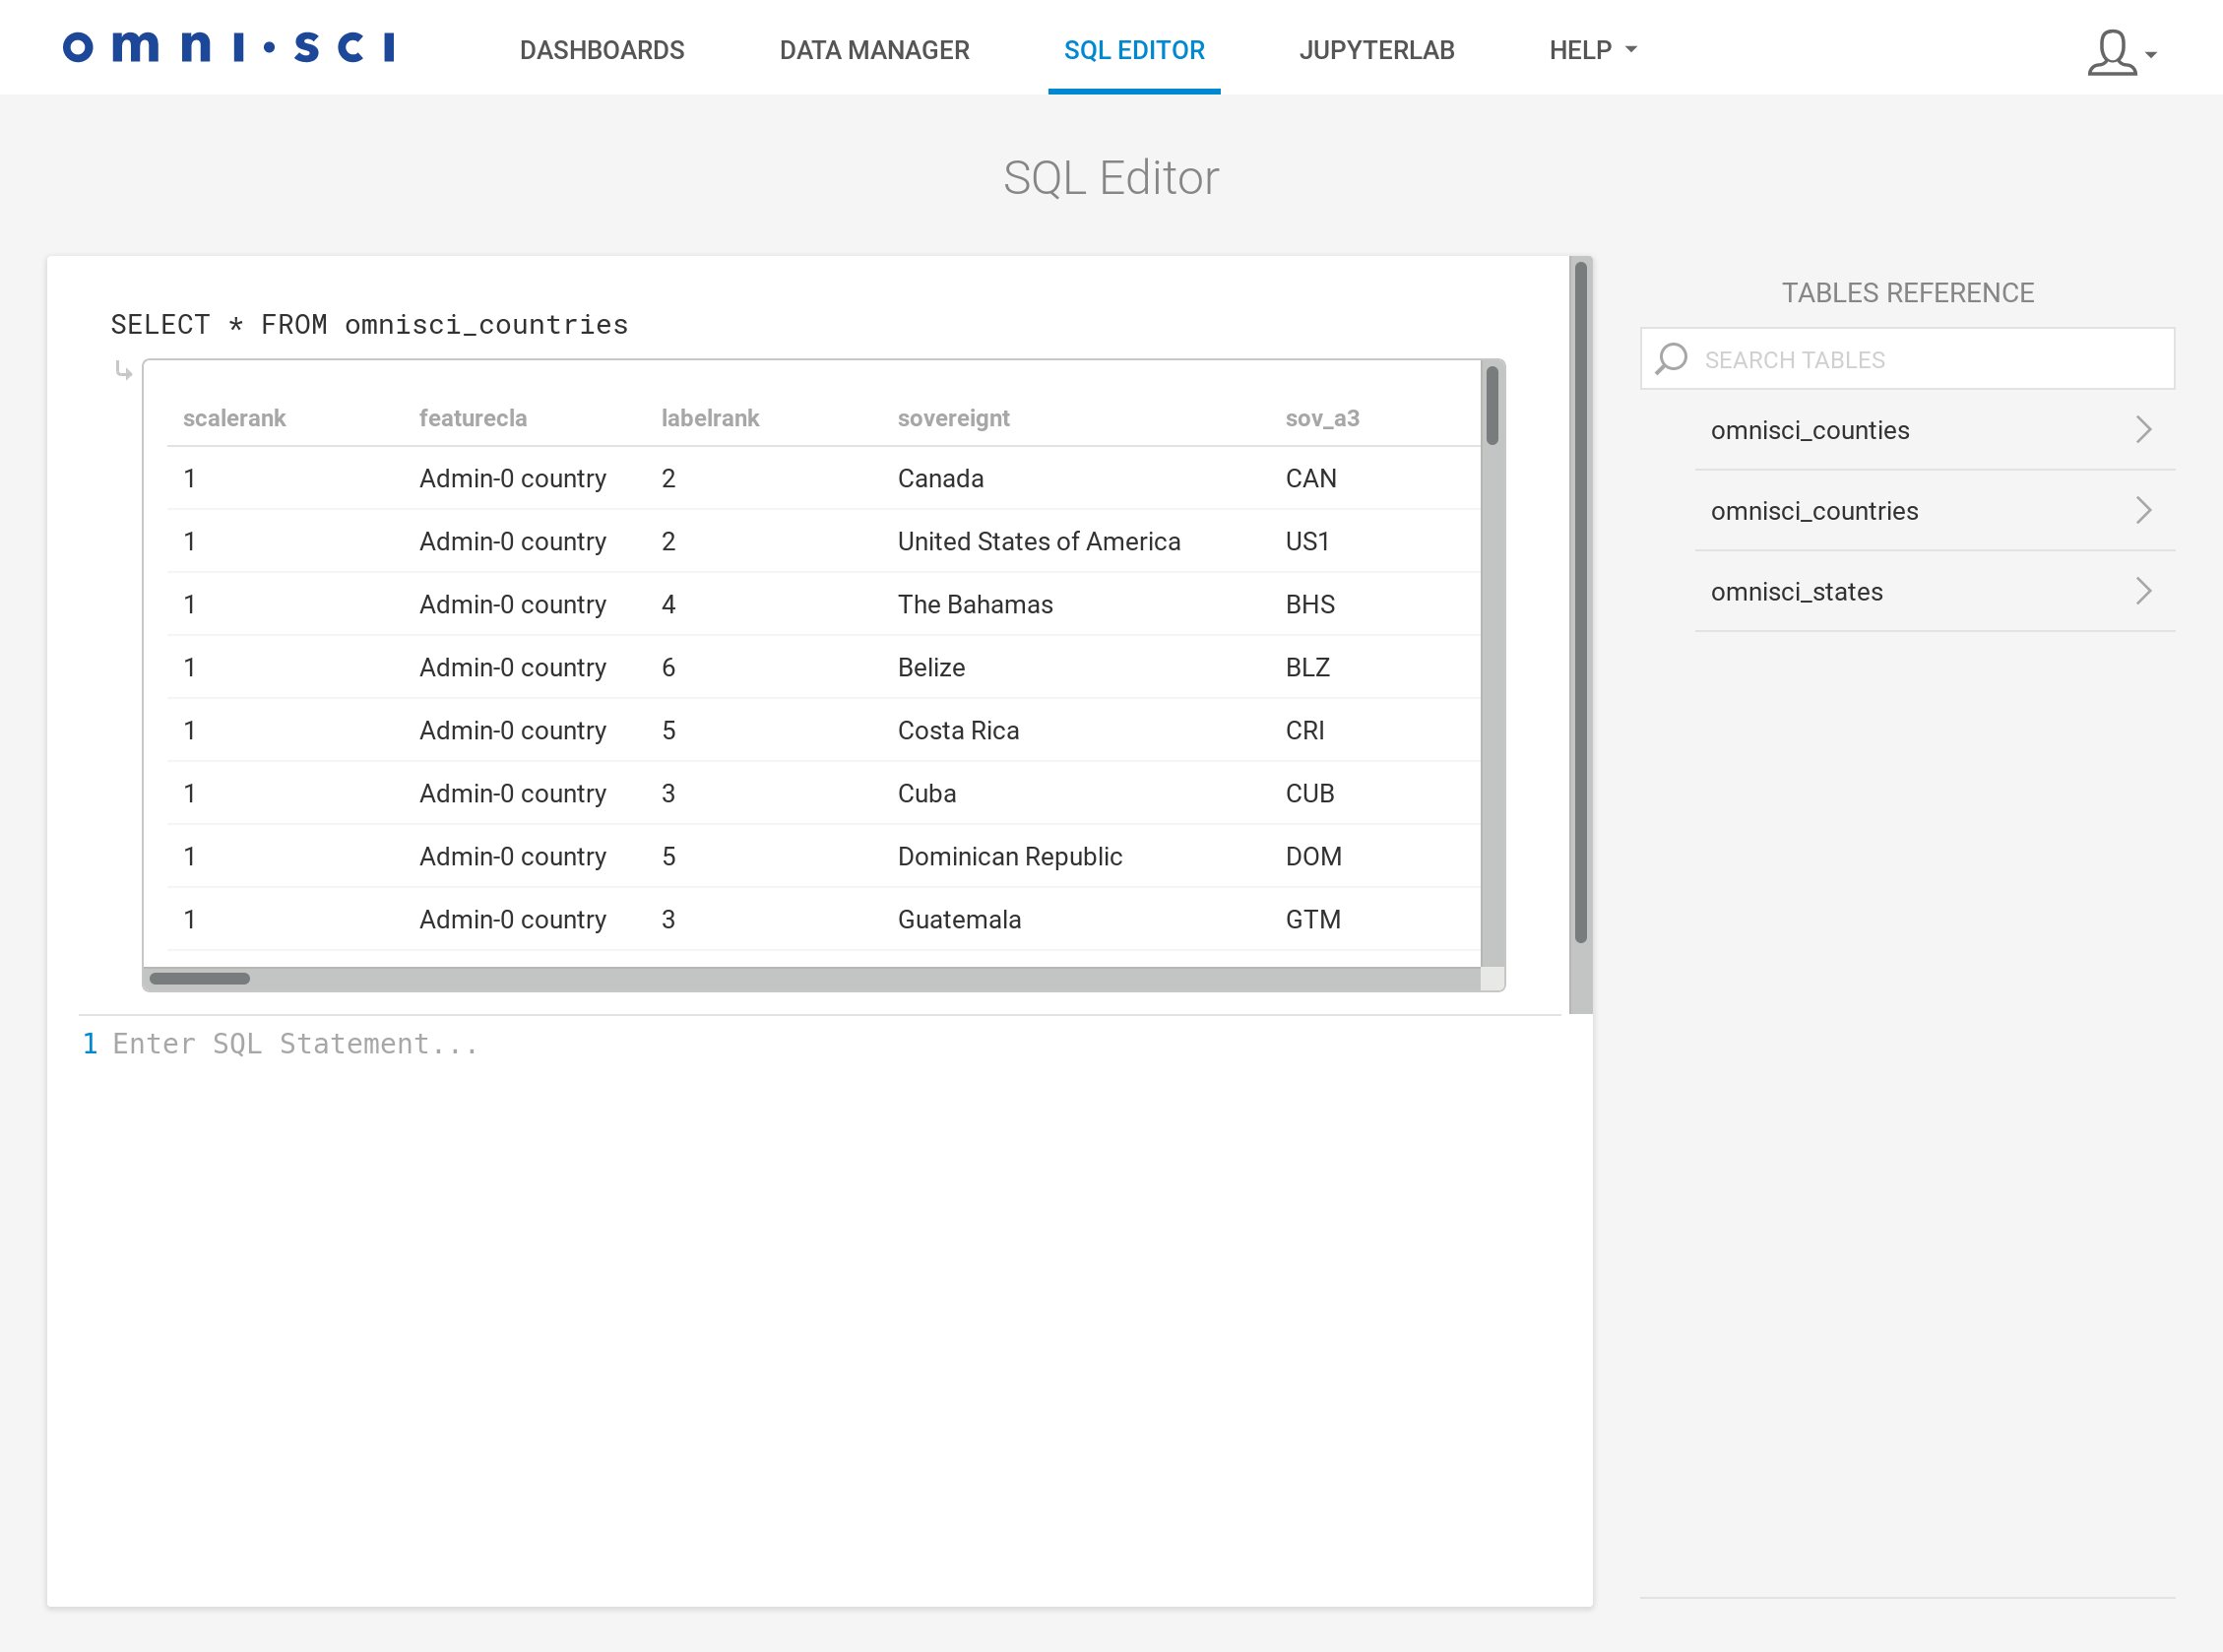 omni·sci DASHBOARDS DATA MANAGER SQL EDITOR JUPYTERLAB HELP
SQL Editor
SELECT * FROM omnisci_countries
scalerank featurecla labelrank sovereignt sov_a3
1 Admin-0 country 2 Canada CAN
1 Admin-0 country 2 United States of America US1
1 Admin-0 country 4 The Bahamas BHS
1 Admin-0 country 6 Belize BLZ
1 Admin-0 country 5 Costa Rica CRI
1 Admin-0 country 3 Cuba CUB
1 Admin-0 country 5 Dominican Republic DOM
1 Admin-0 country 3 Guatemala GTM
1 Enter SQL Statement...
TABLES REFERENCE
SEARCH TABLES
omnisci_counties
omnisci_countries
omnisci_states